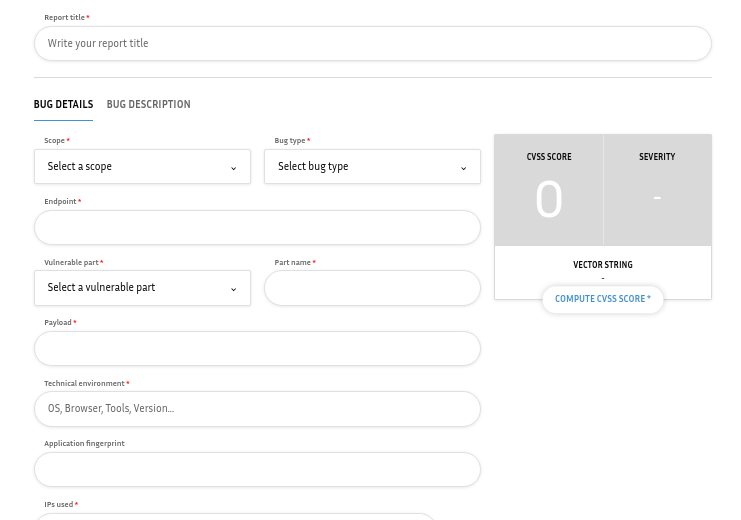 Report title *
Write your report title
BUG DETAILS BUG DESCRIPTION
Scope *
Select a scope
Bug type *
Select bug type
Endpoint *
Vulnerable part *
Select a vulnerable part
Part name *
Payload *
Technical environment *
OS, Browser, Tools, Version...
Application fingerprint
IPs used *
CVSS SCORE
0
SEVERITY
-
VECTOR STRING
-
COMPUTE CVSS SCORE *